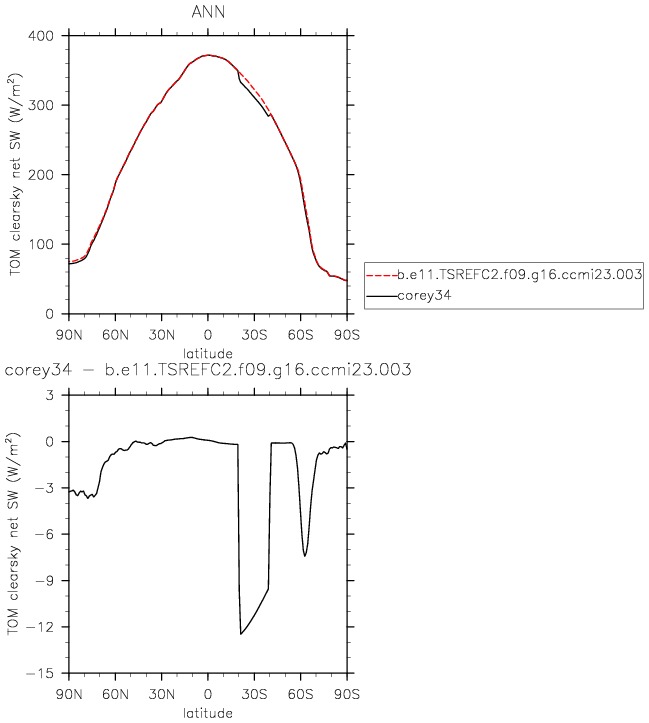 ANN
TOM clearsky net SW (W/m²)
400
300
200
100
0
90N 60N 30N 0 30S 60S 90S
latitude
b.e11.TSREFC2.f09.g16.ccmi23.003
corey34
corey34 − b.e11.TSREFC2.f09.g16.ccmi23.003
TOM clearsky net SW (W/m²)
3
0
−3
−6
−9
−12
−15
90N 60N 30N 0 30S 60S 90S
latitude